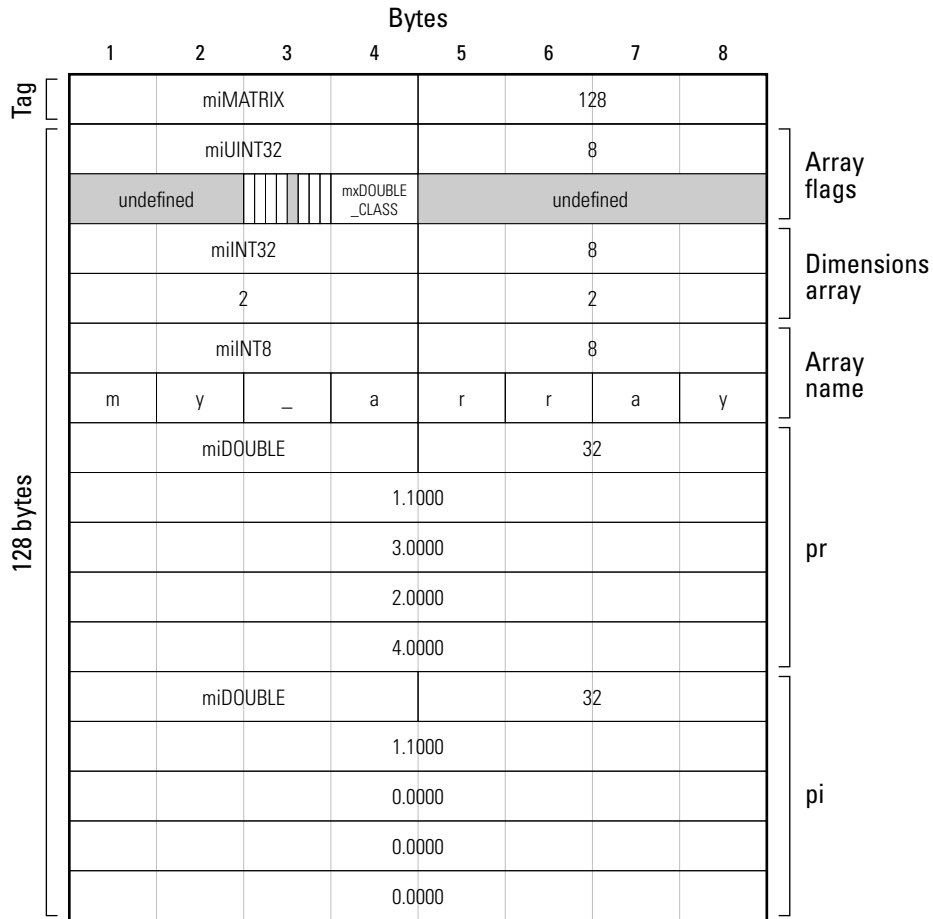 Bytes
1 2 3 4 5 6 7 8
Tag
miMATRIX 128
128 bytes
miUINT32 8
Array flags
undefined mxDOUBLE _CLASS undefined
miINT32 8
Dimensions array
2 2
miINT8 8
Array name
m y _ a r r a y
miDOUBLE 32
pr
1.1000
3.0000
2.0000
4.0000
miDOUBLE 32
pi
1.1000
0.0000
0.0000
0.0000